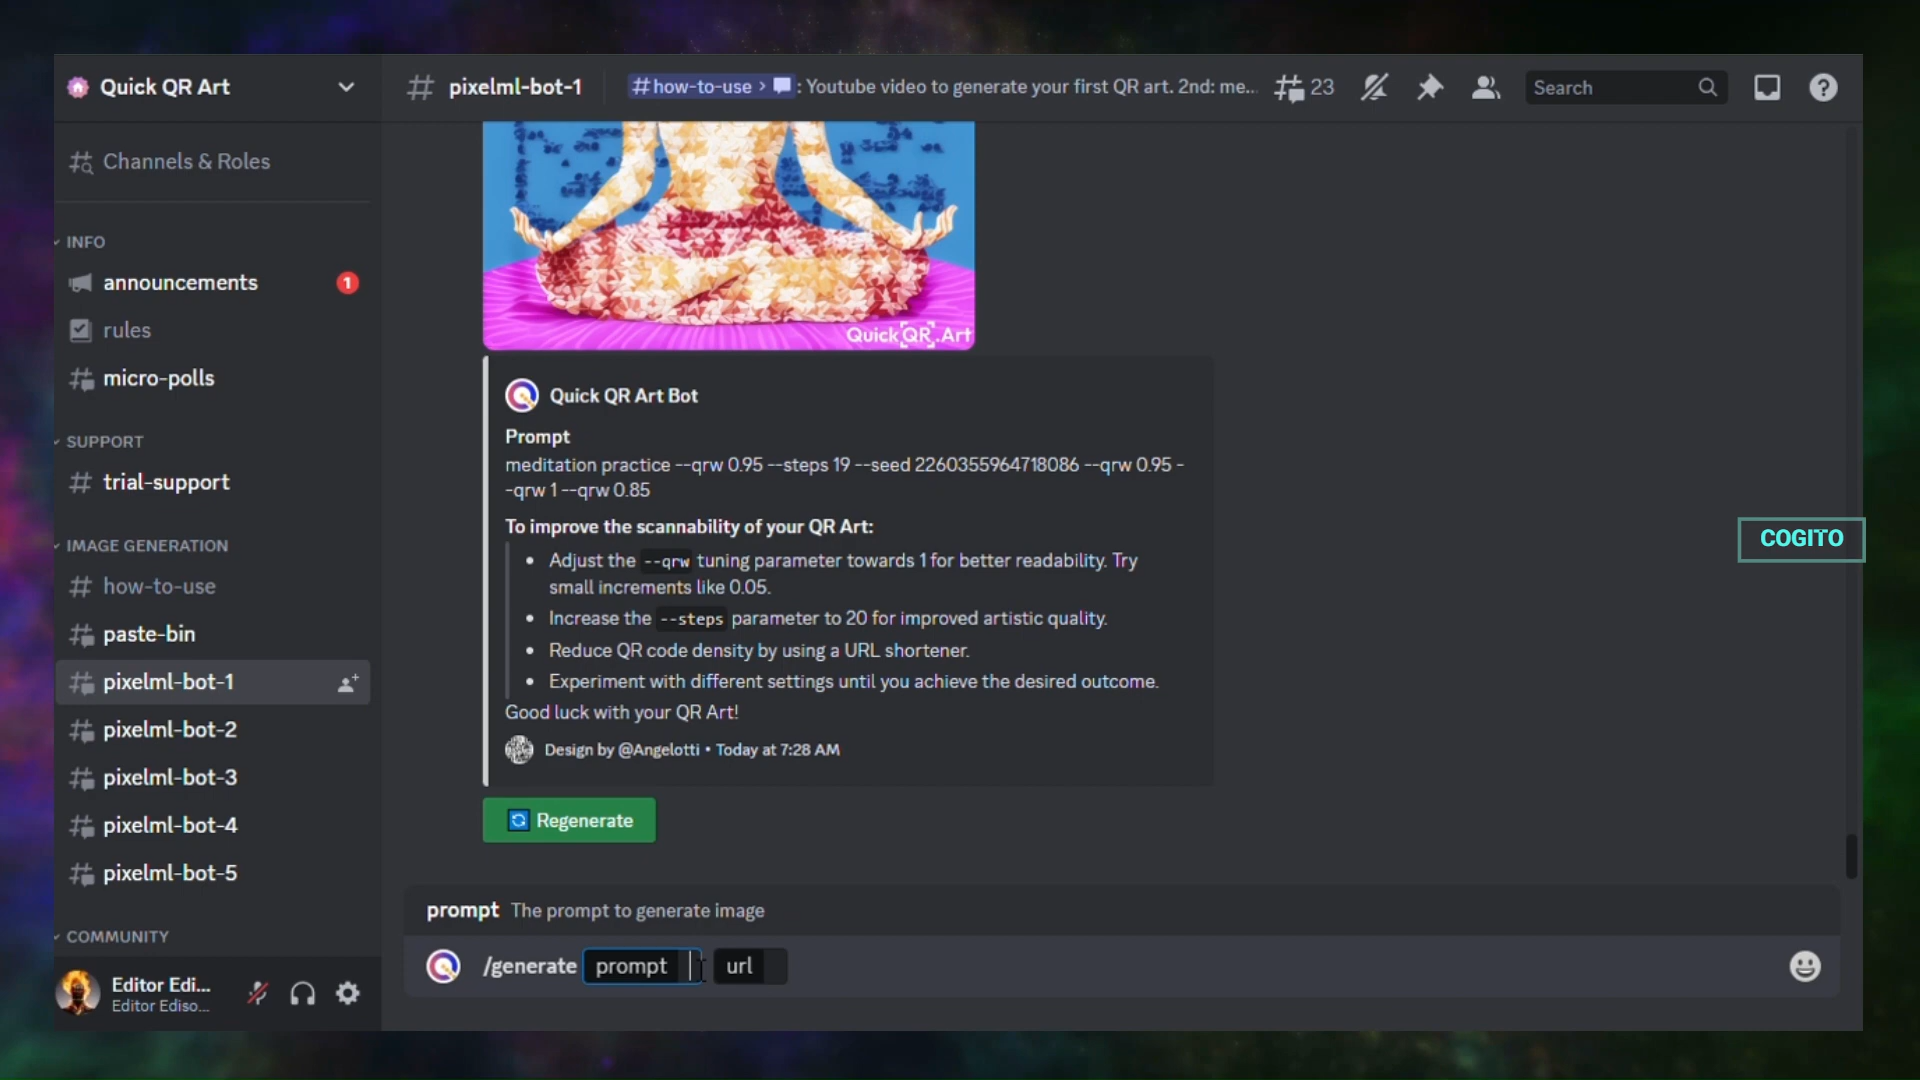 Quick QR Art
pixelml-bot-1
#how-to-use > : Youtube video to generate your first QR art. 2nd: me...
23
Search
Channels & Roles
INFO
announcements
1
rules
micro-polls
SUPPORT
trial-support
IMAGE GENERATION
how-to-use
paste-bin
pixelml-bot-1
pixelml-bot-2
pixelml-bot-3
pixelml-bot-4
pixelml-bot-5
COMMUNITY
Editor Edi...
Editor Ediso...
Quick QR.Art
Quick QR Art Bot
Prompt
meditation practice --qrw 0.95 --steps 19 --seed 2260355964718086 --qrw 0.95 -
-qrw 1 --qrw 0.85
To improve the scannability of your QR Art:
• Adjust the --qrw tuning parameter towards 1 for better readability. Try
small increments like 0.05.
• Increase the --steps parameter to 20 for improved artistic quality.
• Reduce QR code density by using a URL shortener.
• Experiment with different settings until you achieve the desired outcome.
Good luck with your QR Art!
Design by @Angelotti • Today at 7:28 AM
Regenerate
prompt The prompt to generate image
/generate prompt url
COGITO